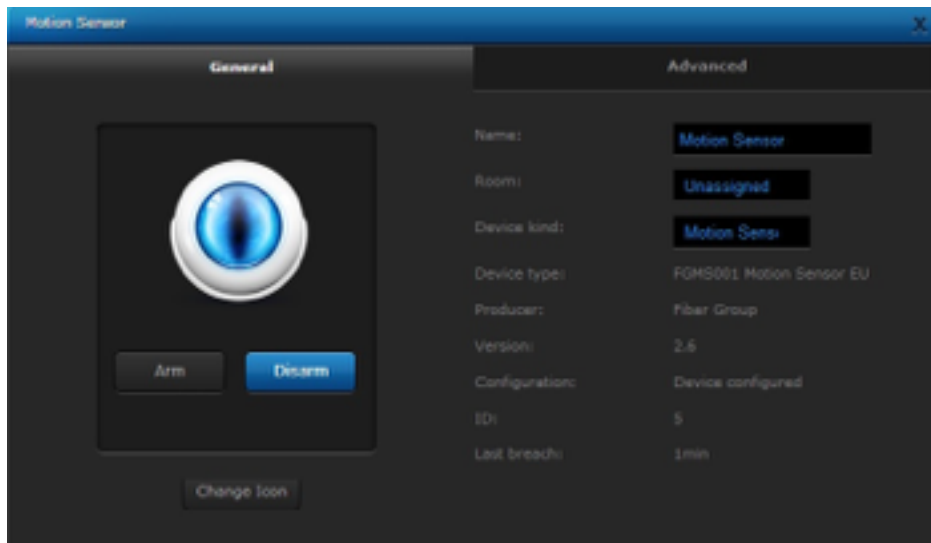 Motion Sensor X
General Advanced
Name: Motion Sensor
Room: Unassigned
Device kind: Motion Sens
Device type: FGMS001 Motion Sensor EU
Producer: Fibar Group
Version: 2.6
Arm Disarm
Configuration: Device configured
ID: 5
Last breach: 1min
Change Icon